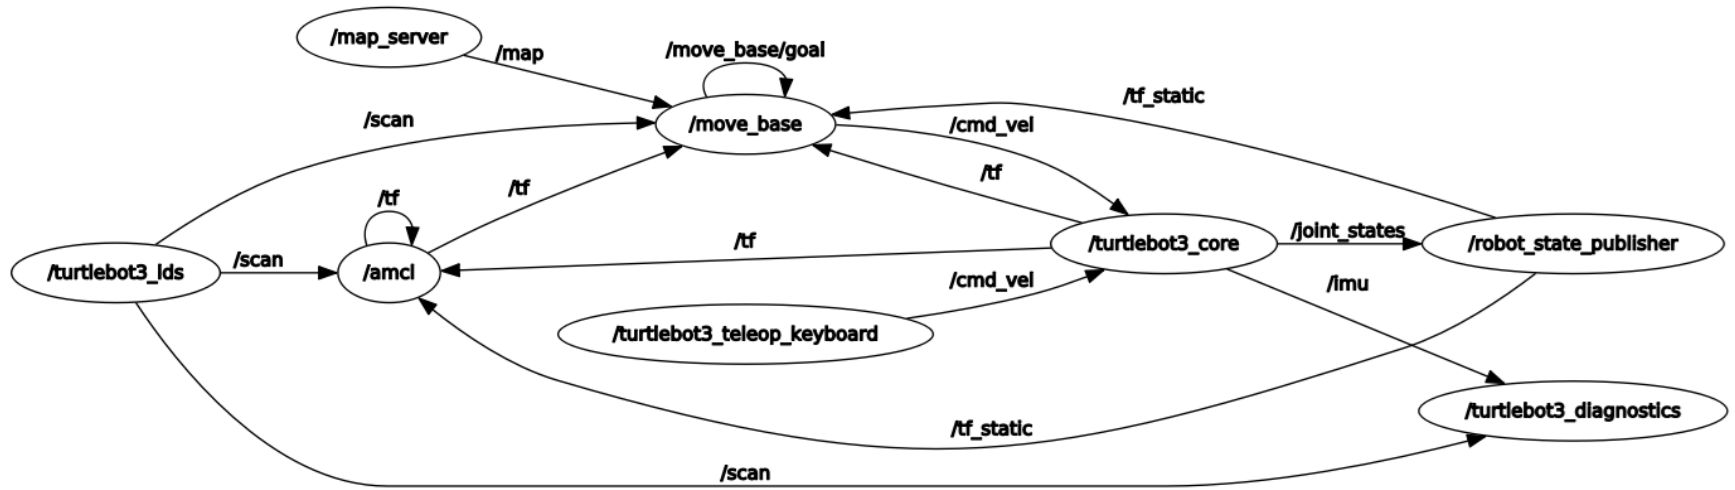 /map_server
/map
/move_base/goal
/move_base
/scan
/tf_static
/cmd_vel
/tf
/tf
/tf
/turtlebot3_lds
/scan
/amcl
/tf
/turtlebot3_core
/joint_states
/robot_state_publisher
/cmd_vel
/imu
/turtlebot3_teleop_keyboard
/turtlebot3_diagnostics
/tf_static
/scan